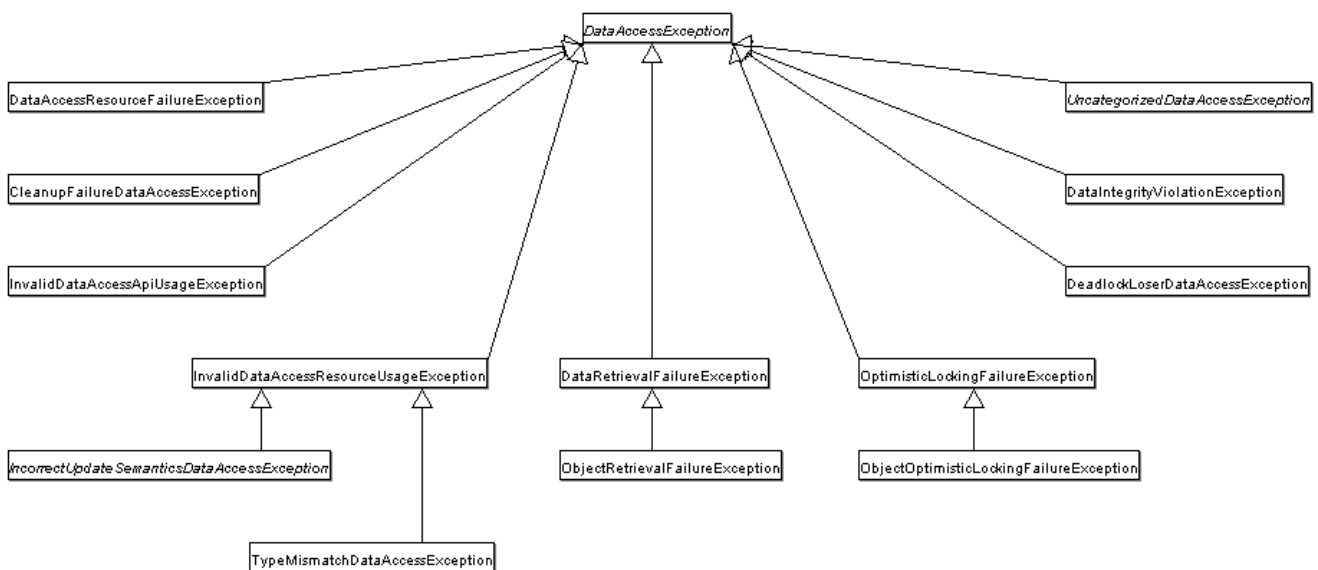 DataAccessException
DataAccessResourceFailureException
UncategorizedDataAccessException
CleanupFailureDataAccessException
DataIntegrityViolationException
InvalidDataAccessApiUsageException
DeadlockLoserDataAccessException
InvalidDataAccessResourceUsageException
DataRetrievalFailureException
OptimisticLockingFailureException
IncorrectUpdateSemanticsDataAccessException
ObjectRetrievalFailureException
ObjectOptimisticLockingFailureException
TypeMismatchDataAccessException